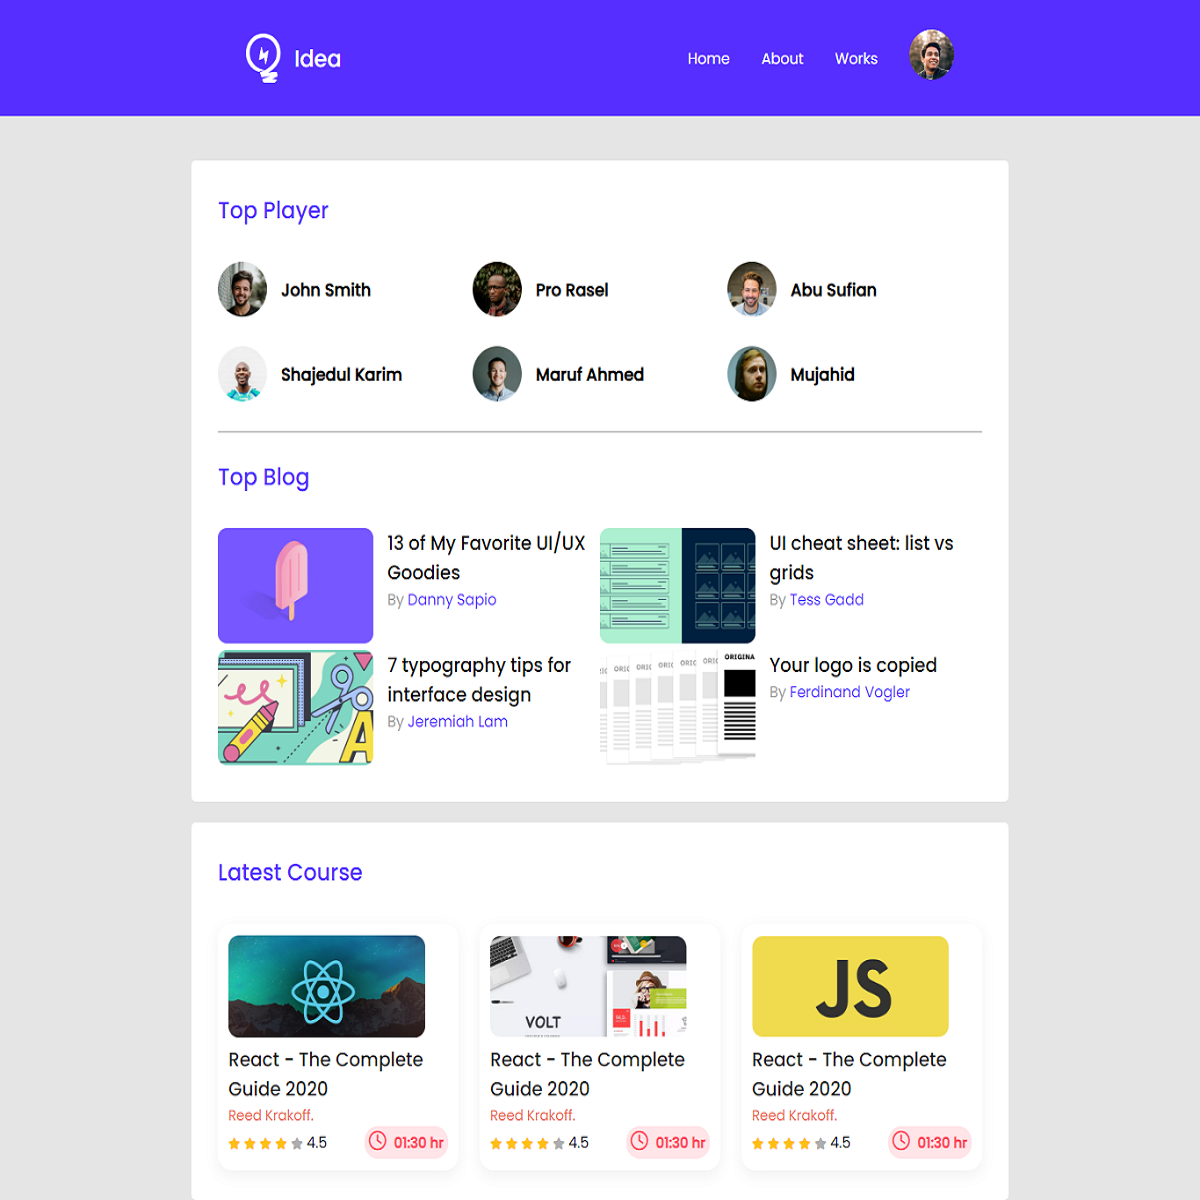 Idea
Home About Works
Top Player
John Smith
Pro Rasel
Abu Sufian
Shajedul Karim
Maruf Ahmed
Mujahid
Top Blog
13 of My Favorite UI/UX
Goodies
By Danny Sapio
UI cheat sheet: list vs
grids
By Tess Gadd
7 typography tips for
interface design
By Jeremiah Lam
ORIGINA
Your logo is copied
By Ferdinand Vogler
Latest Course
React - The Complete
Guide 2020
Reed Krakoff.
4.5
01:30 hr
VOLT
React - The Complete
Guide 2020
Reed Krakoff.
4.5
01:30 hr
JS
React - The Complete
Guide 2020
Reed Krakoff.
4.5
01:30 hr